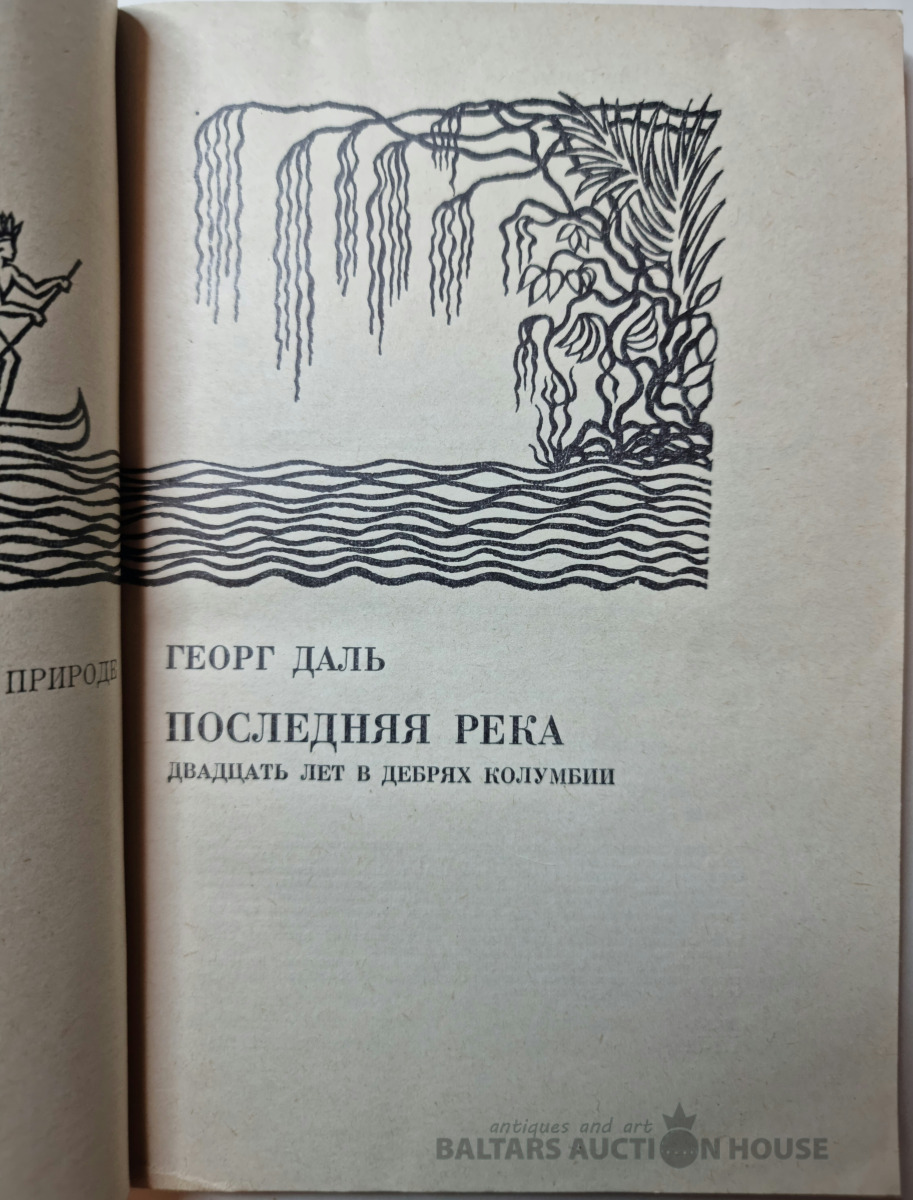 ПРИРОДЕ
ГЕОРГ ДАЛЬ
ПОСЛЕДНЯЯ РЕКА
ДВАДЦАТЬ ЛЕТ В ДЕБРЯХ КОЛУМБИИ
antiques and art
BALTARS AUCTION HOUSE